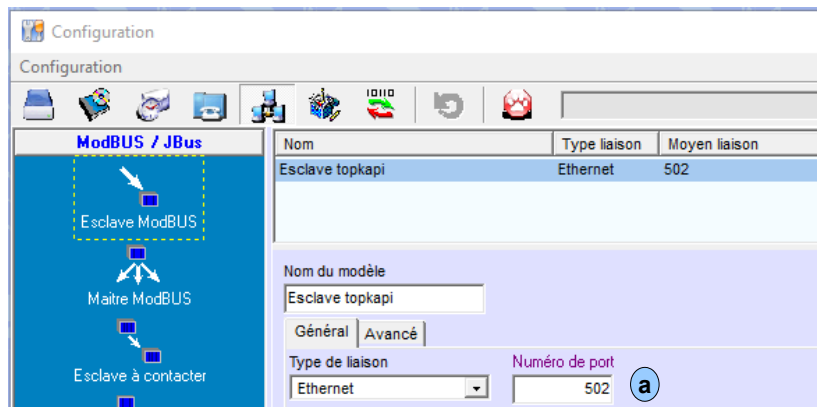 Configuration
Configuration
ModBUS / JBus
Nom Type liaison Moyen liaison
Esclave topkapi Ethernet 502
Esclave ModBUS
Maitre ModBUS
Esclave à contacter
Nom du modèle
Esclave topkapi
Général Avancé
Type de liaison Numéro de port
Ethernet 502 a